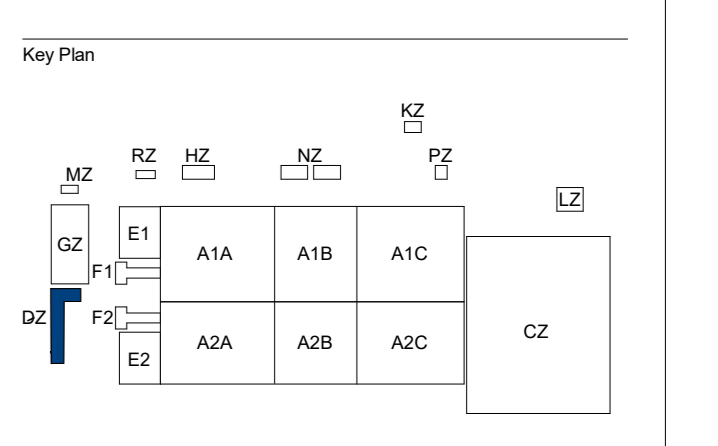 Key Plan
KZ
RZ HZ NZ PZ
MZ
LZ
E1
GZ A1A A1B A1C
F1
DZ F2
CZ
A2A A2B A2C
E2